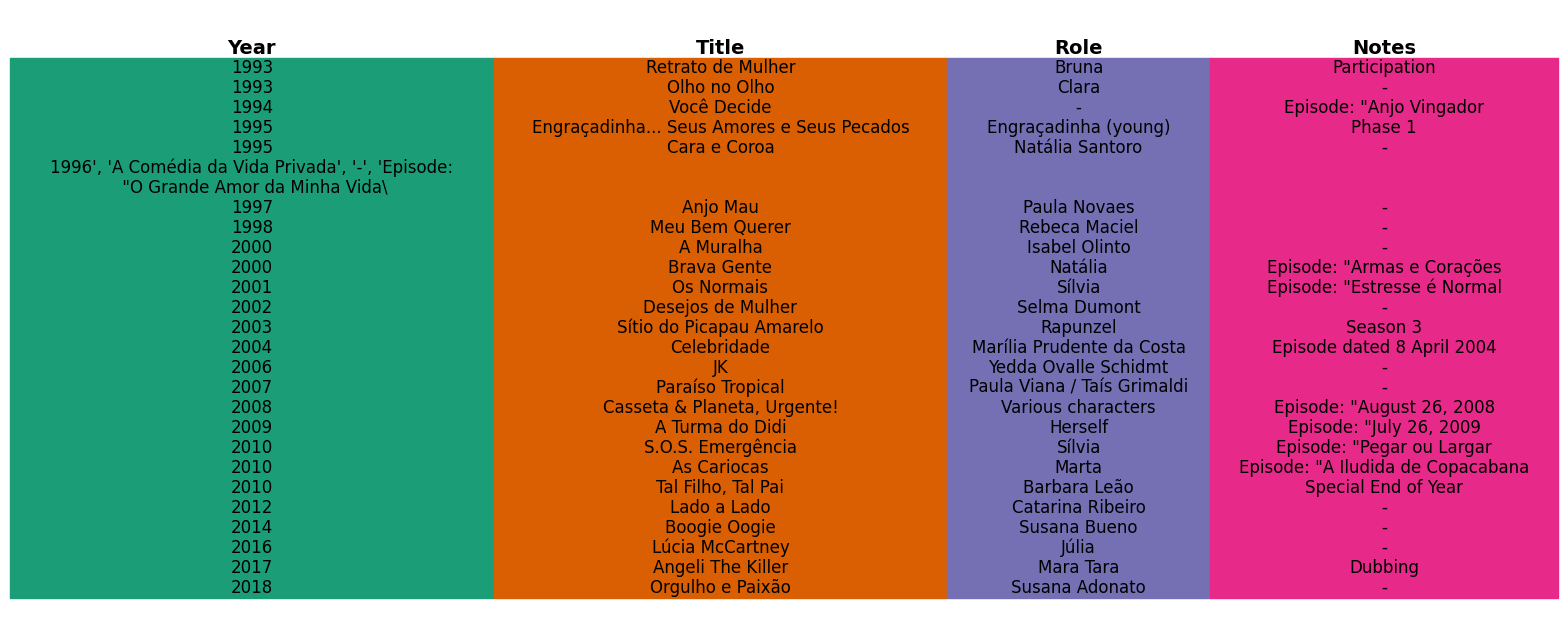 Year Title Role Notes
1993 Retrato de Mulher Bruna Participation
1993 Olho no Olho Clara -
1994 Você Decide - Episode: "Anjo Vingador
1995 Engraçadinha... Seus Amores e Seus Pecados Engraçadinha (young) Phase 1
1995 Cara e Coroa Natália Santoro -
1996', 'A Comédia da Vida Privada', '-', 'Episode:
"O Grande Amor da Minha Vida\
1997 Anjo Mau Paula Novaes -
1998 Meu Bem Querer Rebeca Maciel -
2000 A Muralha Isabel Olinto -
2000 Brava Gente Natália Episode: "Armas e Corações
2001 Os Normais Sílvia Episode: "Estresse é Normal
2002 Desejos de Mulher Selma Dumont -
2003 Sítio do Picapau Amarelo Rapunzel Season 3
2004 Celebridade Marília Prudente da Costa Episode dated 8 April 2004
2006 JK Yedda Ovalle Schidmt -
2007 Paraíso Tropical Paula Viana / Taís Grimaldi -
2008 Casseta & Planeta, Urgente! Various characters Episode: "August 26, 2008
2009 A Turma do Didi Herself Episode: "July 26, 2009
2010 S.O.S. Emergência Sílvia Episode: "Pegar ou Largar
2010 As Cariocas Marta Episode: "A Iludida de Copacabana
2010 Tal Filho, Tal Pai Barbara Leão Special End of Year
2012 Lado a Lado Catarina Ribeiro -
2014 Boogie Oogie Susana Bueno -
2016 Lúcia McCartney Júlia -
2017 Angeli The Killer Mara Tara Dubbing
2018 Orgulho e Paixão Susana Adonato -